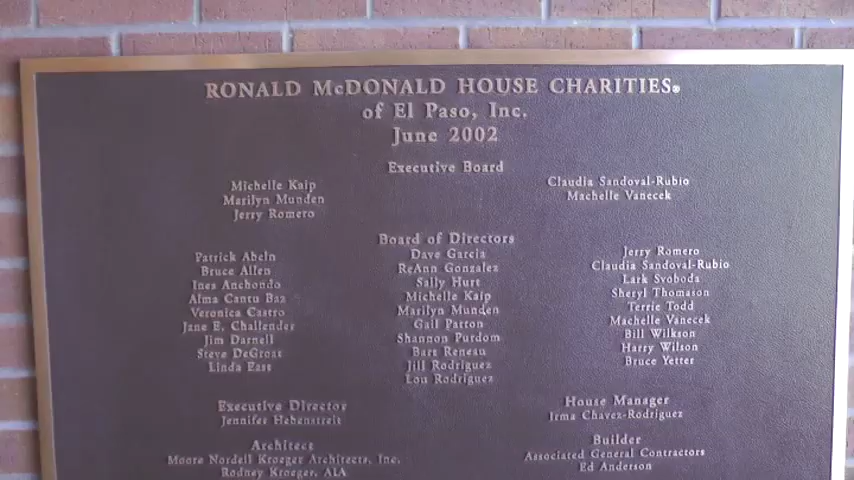 RONALD McDONALD HOUSE CHARITIES®
of El Paso, Inc.
June 2002
Executive Board
Michelle Kaip
Marilyn Munden
Jerry Romero
Claudia Sandoval-Rubio
Machelle Vanecek
Board of Directors
Patrick Abeln
Bruce Allen
Ines Anchondo
Alma Cantu Baz
Veronica Castro
Jane E. Challender
Jim Darnell
Steve DeGroat
Linda East
Dave Garcia
ReAnn Gonzalez
Sally Hurt
Michelle Kaip
Marilyn Munden
Gail Patton
Shannon Purdom
Bart Reneau
Jill Rodriguez
Lou Rodriguez
Jerry Romero
Claudia Sandoval-Rubio
Lark Svoboda
Sheryl Thomason
Terrie Todd
Machelle Vanecek
Bill Wilkson
Harry Wilson
Bruce Yetter
Executive Director
Jennifer Hebenstreit
House Manager
Irma Chavez-Rodriguez
Architect
Moore Nordell Kroeger Architects, Inc.
Rodney Kroeger, AIA
Builder
Associated General Contractors
Ed Anderson